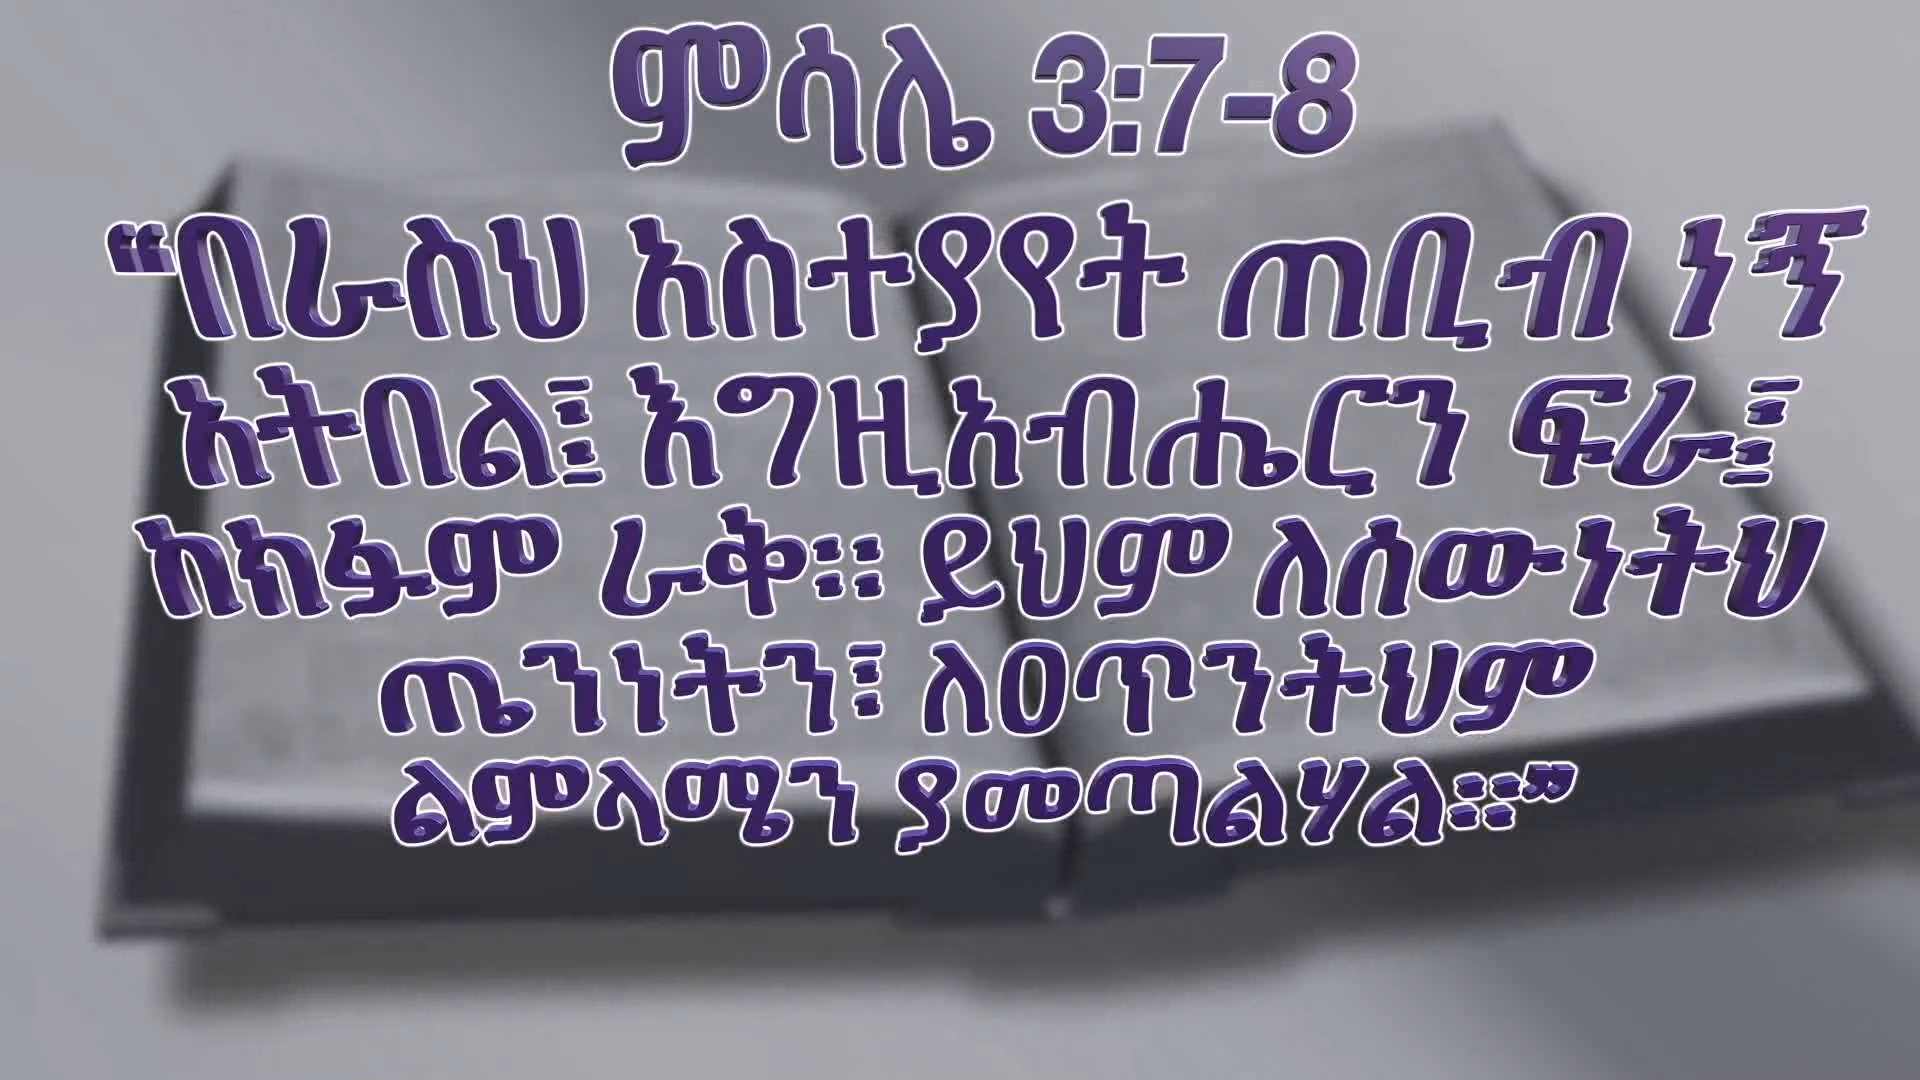 ምሳሌ 3:7-8
“በራስህ አስተያየት ጠቢብ ነኝ
አትበል፤ እግዚአብሔርን ፍራ፤
ከክፉም ራቅ። ይህም ለሰውነትህ
ጤንነትን፣ ለዐጥንትህም
ልምላሜን ያመጣልሃል።”